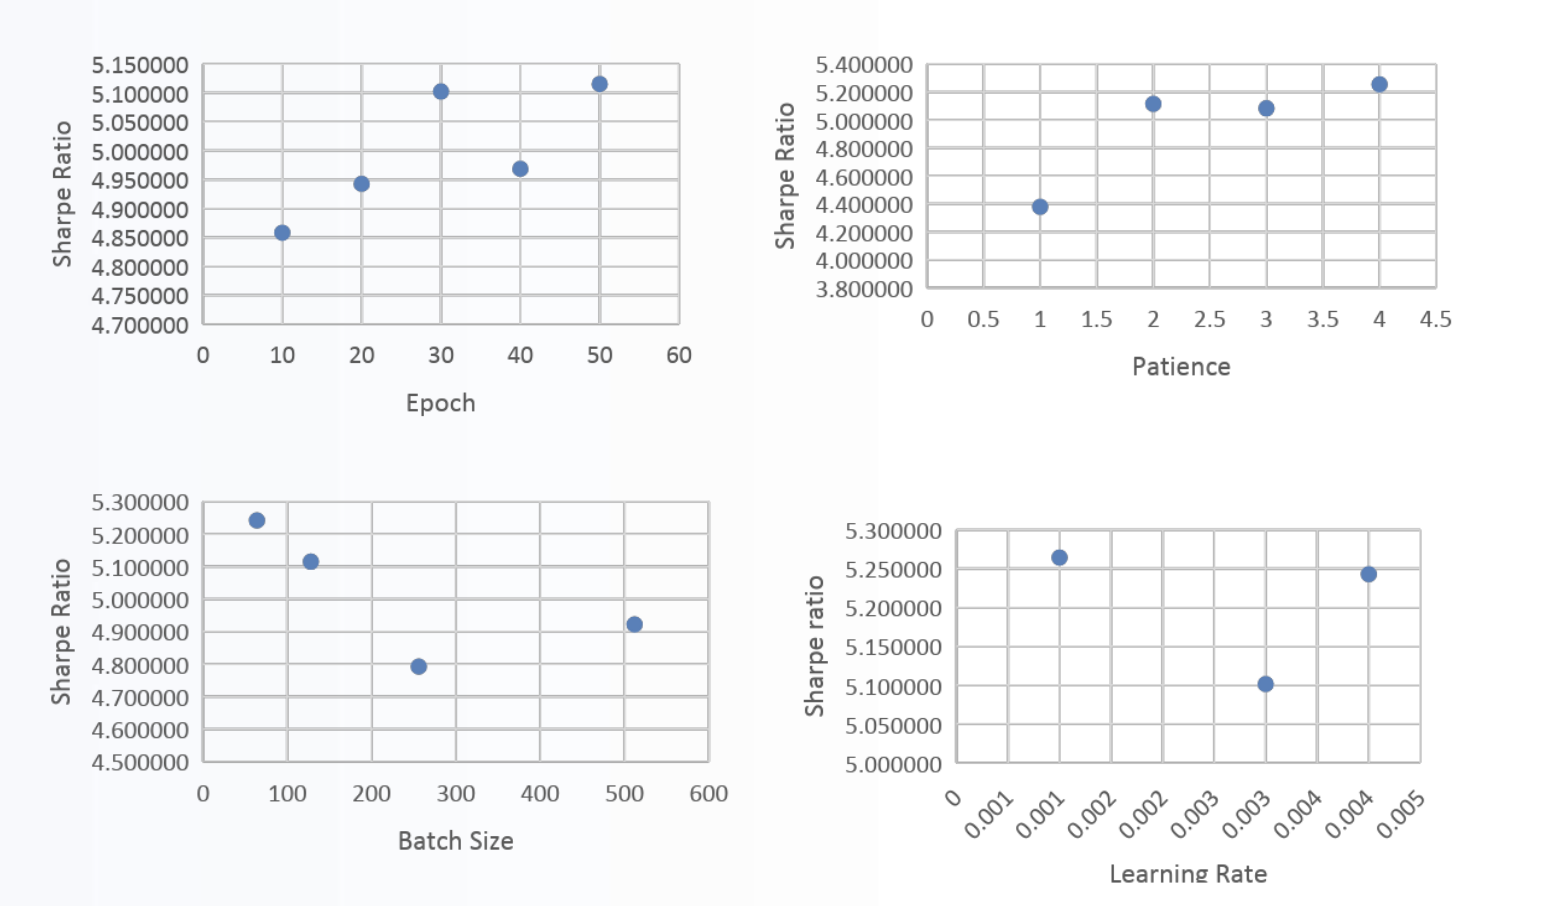 5.150000
5.100000
5.050000
5.000000
4.950000
4.900000
4.850000
4.800000
4.750000
4.700000
Sharpe Ratio
0 10 20 30 40 50 60
Epoch
5.400000
5.200000
5.000000
4.800000
4.600000
4.400000
4.200000
4.000000
3.800000
Sharpe Ratio
0 0.5 1 1.5 2 2.5 3 3.5 4 4.5
Patience
5.300000
5.200000
5.100000
5.000000
4.900000
4.800000
4.700000
4.600000
4.500000
Sharpe Ratio
0 100 200 300 400 500 600
Batch Size
5.300000
5.250000
5.200000
5.150000
5.100000
5.050000
5.000000
Sharpe ratio
0 0.001 0.001 0.002 0.002 0.003 0.003 0.004 0.004 0.005
Learning Rate